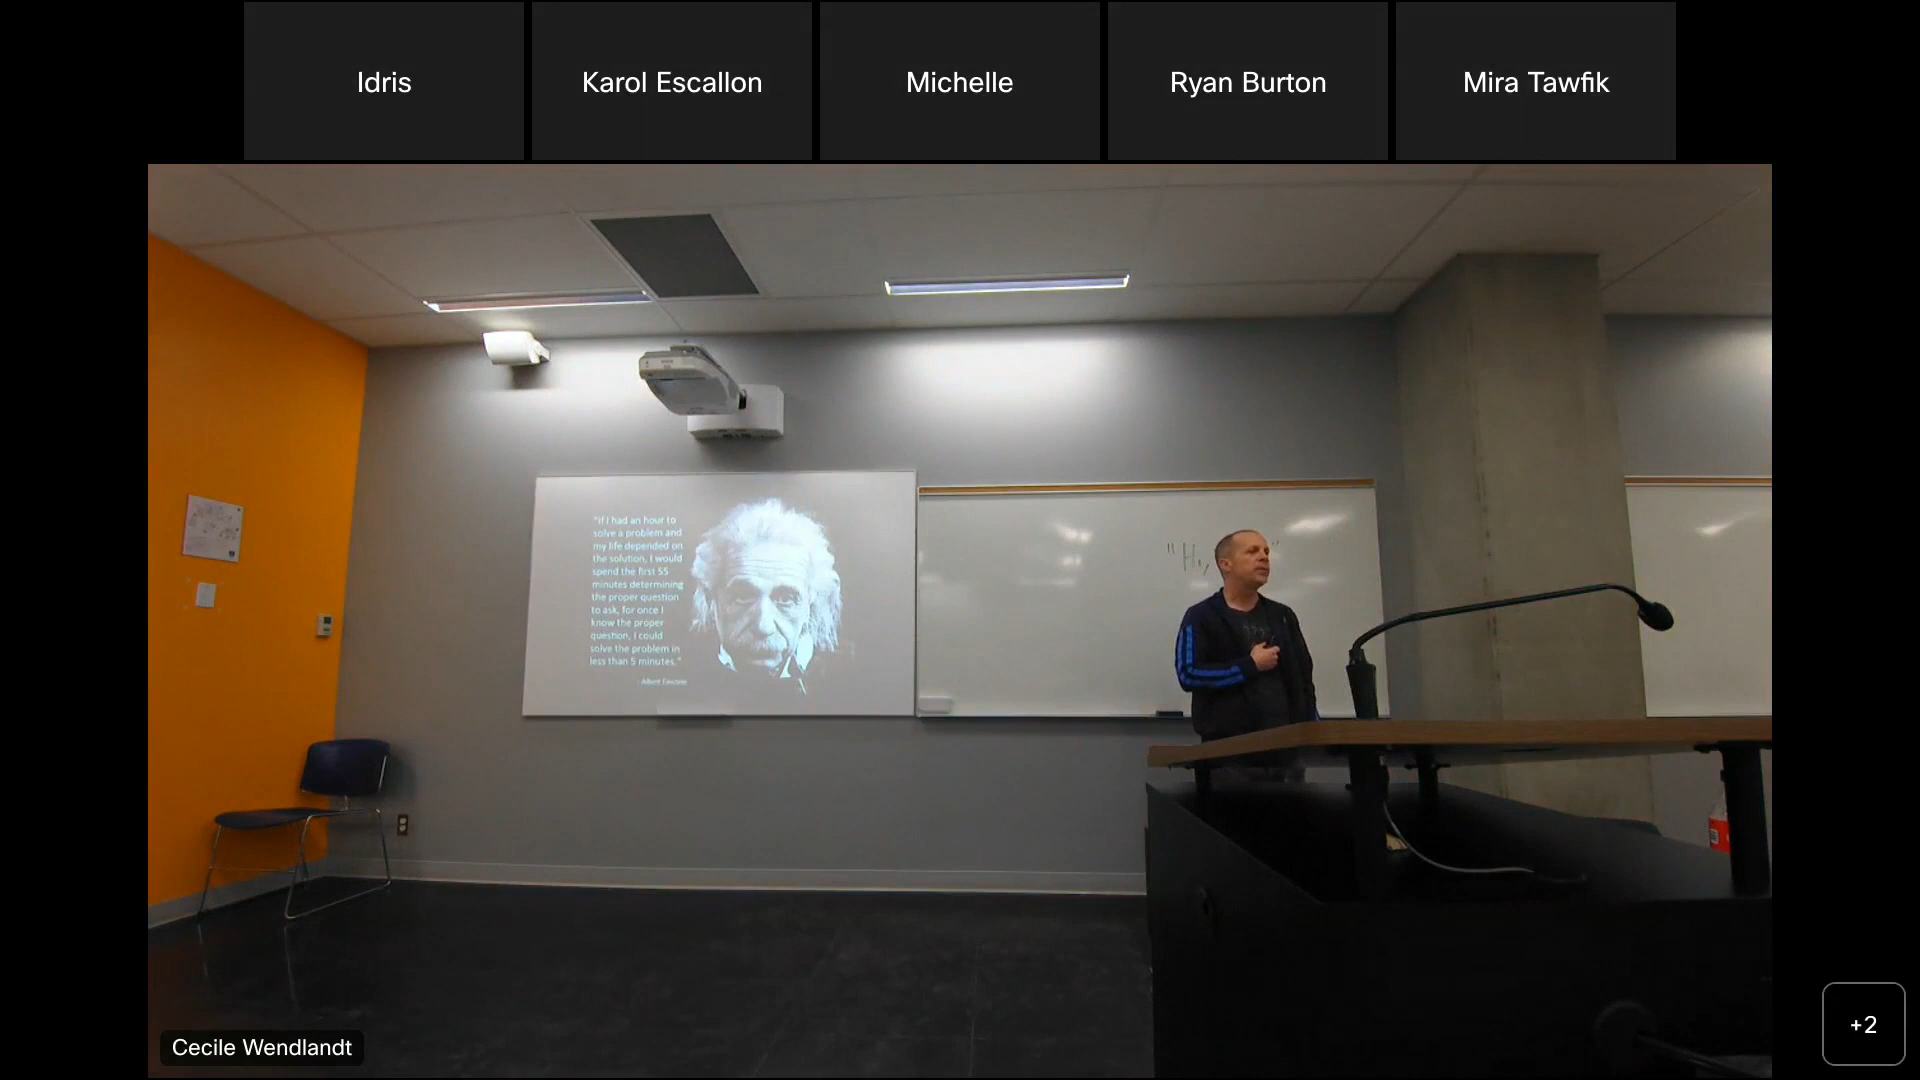 Idris
Karol Escallon
Michelle
Ryan Burton
Mira Tawfik
"If I had an hour to
solve a problem and
my life depended on
the solution, I would
spend the first 55
minutes determining
the proper question
to ask, for once I
know the proper
question, I could
solve the problem in
less than 5 minutes."
- Albert Einstein
Cecile Wendlandt
+2